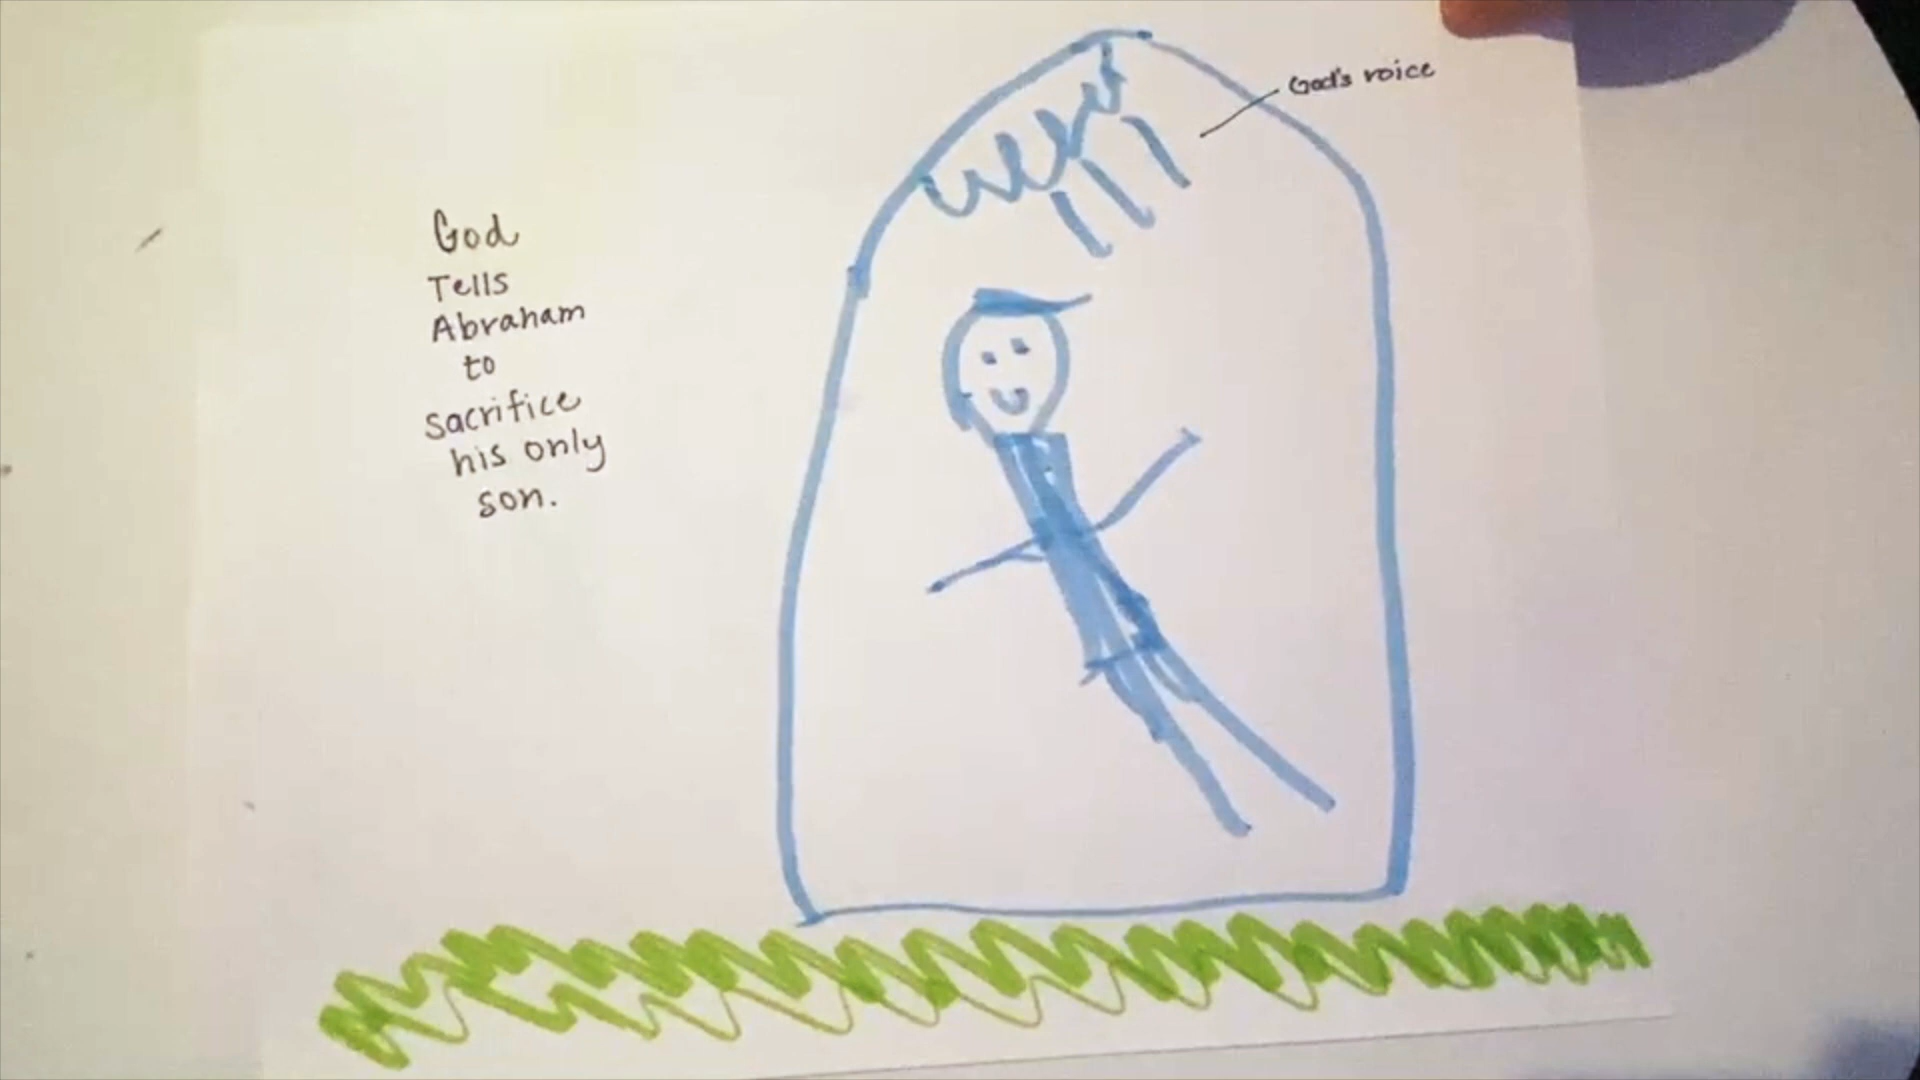 God
Tells
Abraham
to
sacrifice
his only
son.
God's voice